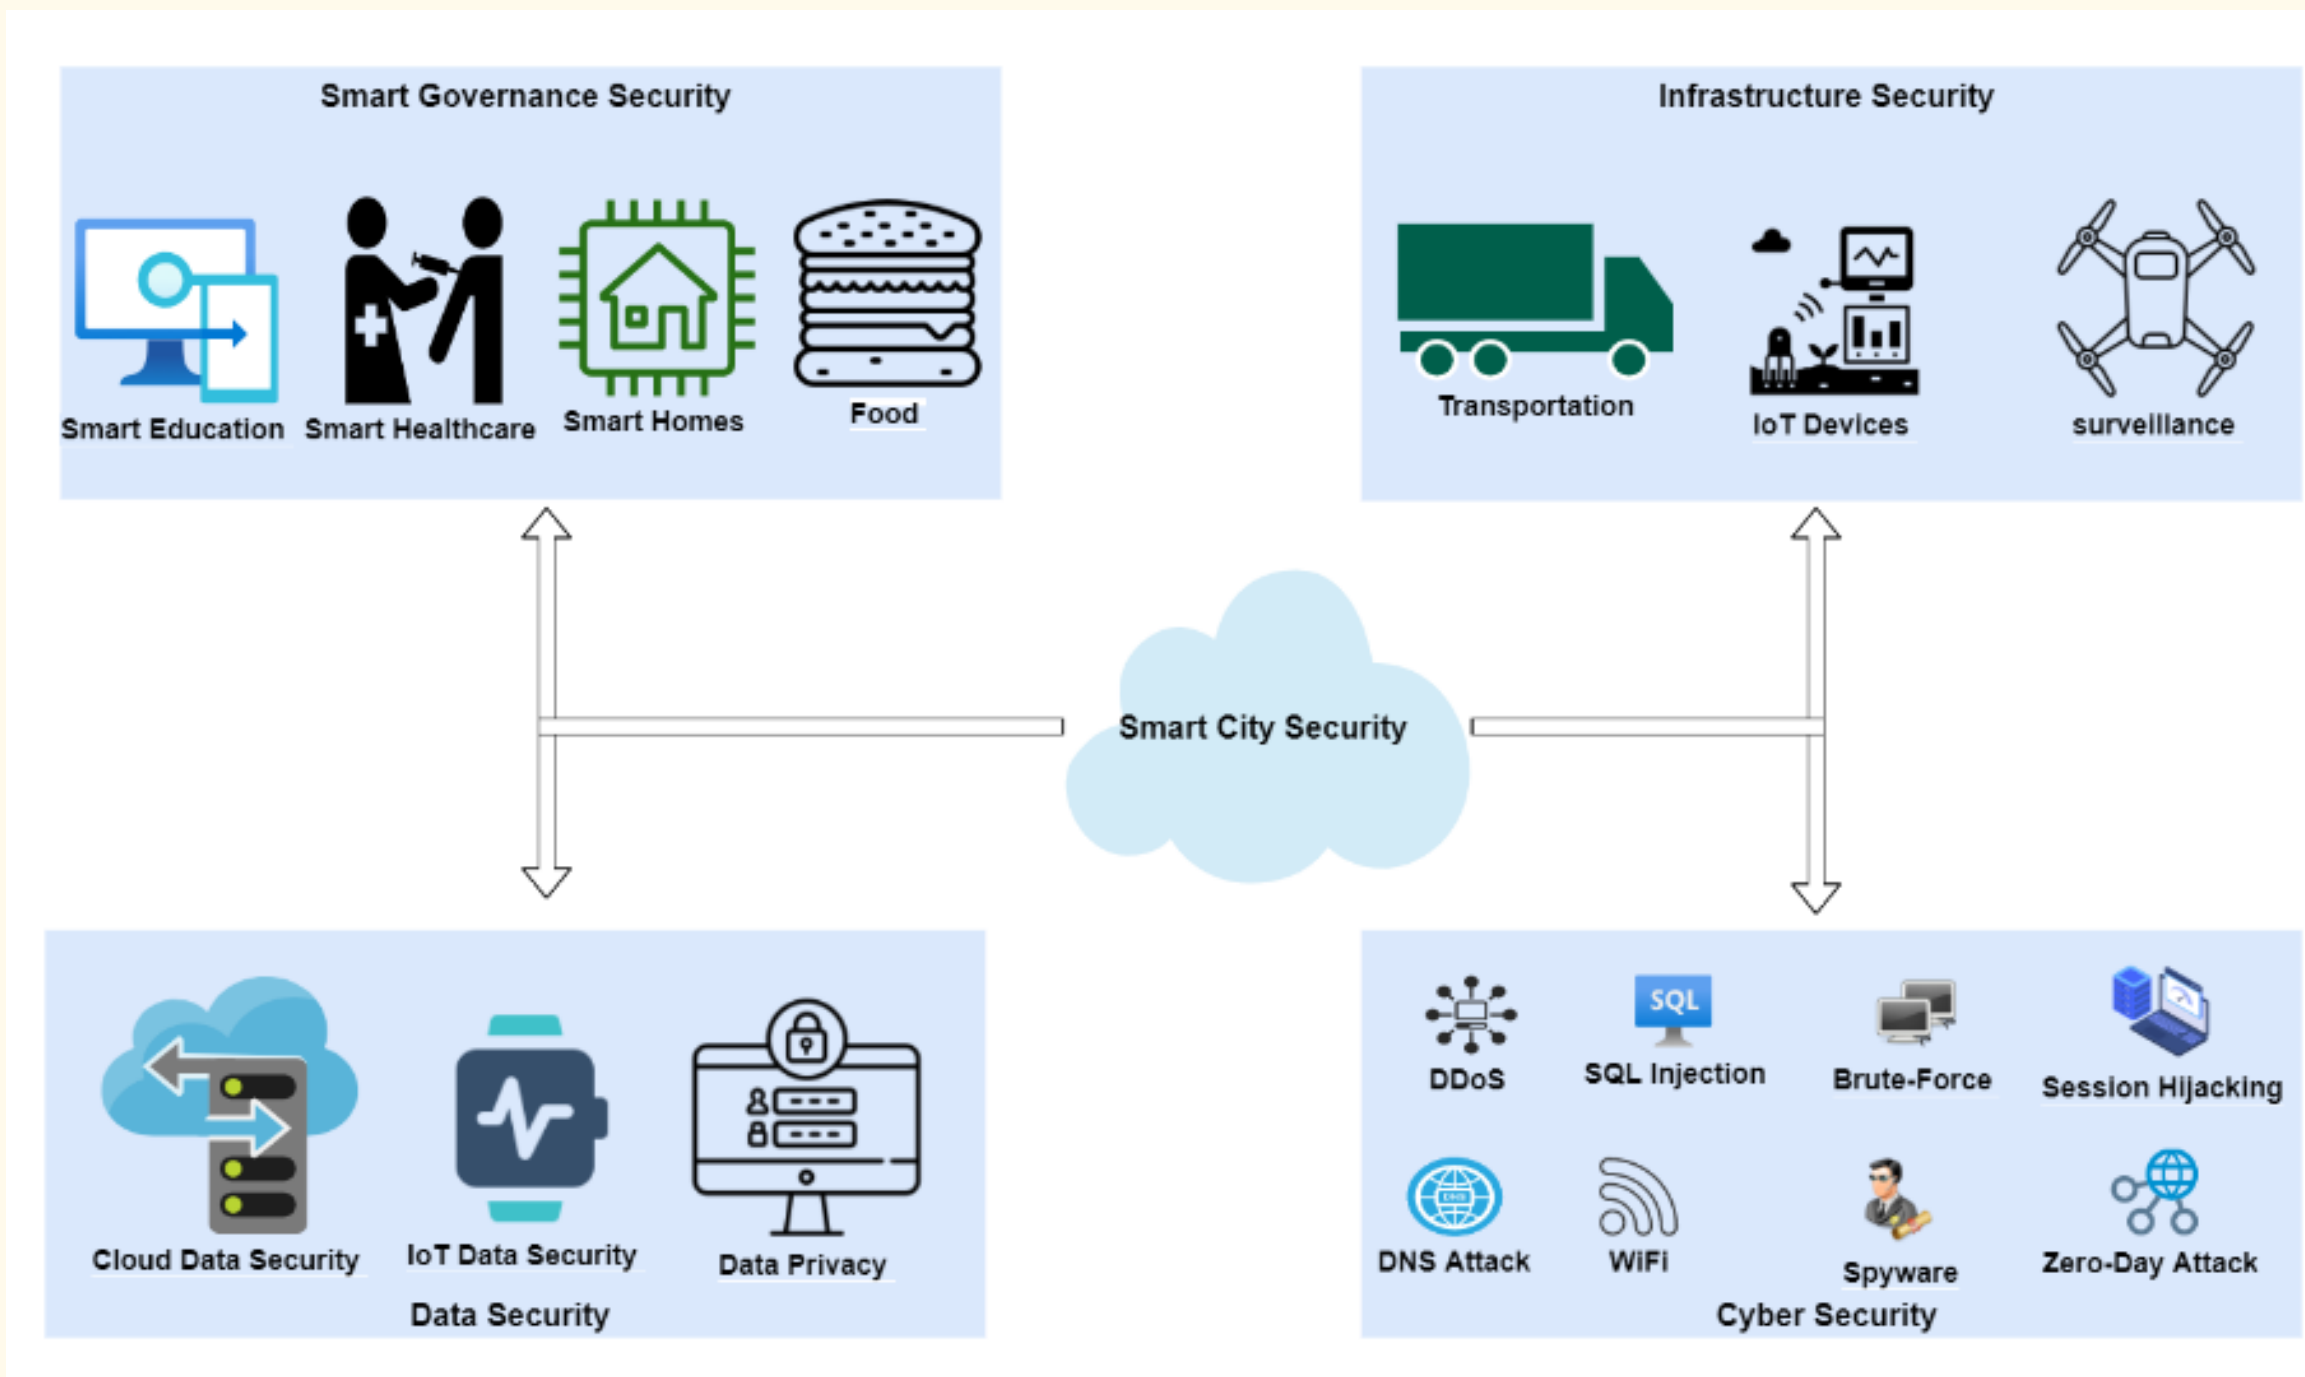 Smart Governance Security
Smart Education
Smart Healthcare
Smart Homes
Food
Infrastructure Security
Transportation
IoT Devices
surveillance
Smart City Security
Cloud Data Security
IoT Data Security
Data Privacy
Data Security
DDoS
SQL
SQL Injection
Brute-Force
Session Hijacking
DNS
DNS Attack
WiFi
Spyware
Zero-Day Attack
Cyber Security